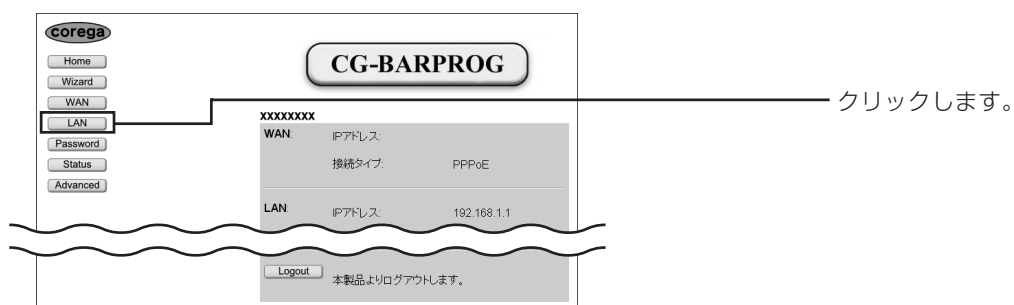 corega
Home
Wizard
WAN
LAN
Password
Status
Advanced
CG-BARPROG
クリックします。
xxxxxxxx
WAN: IPアドレス:
接続タイプ: PPPoE
LAN: IPアドレス: 192.168.1.1
Logout 本製品よりログアウトします。